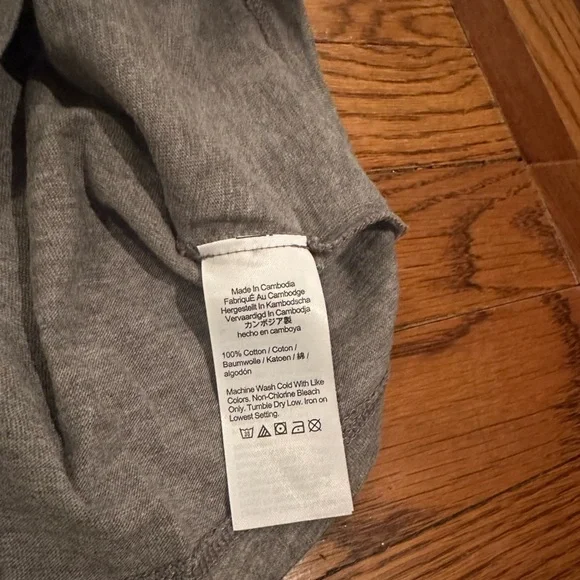 Made In Cambodia
FabriquÉ Au Cambodge
Hergestellt In Kambodscha
Vervaardigd In Cambodja
カンボジア製
hecho en camboya
100% Cotton / Coton /
Baumwolle / Katoen / 綿 /
algodón
Machine Wash Cold With Like
Colors. Non-Chlorine Bleach
Only. Tumble Dry Low. Iron on
Lowest Setting.